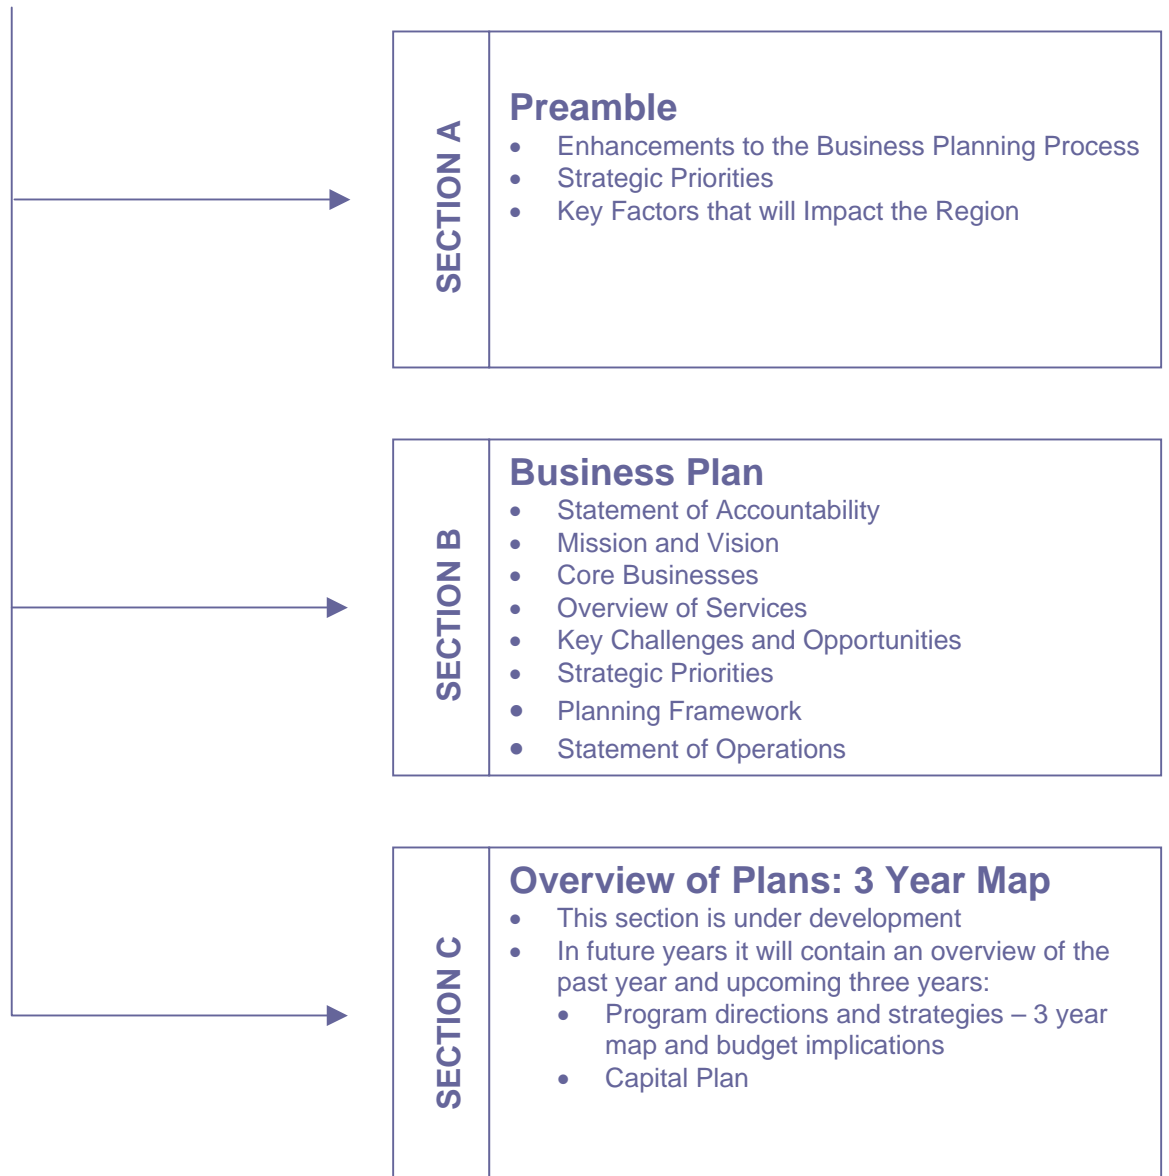 SECTION A
Preamble
• Enhancements to the Business Planning Process
• Strategic Priorities
• Key Factors that will Impact the Region
SECTION B
Business Plan
• Statement of Accountability
• Mission and Vision
• Core Businesses
• Overview of Services
• Key Challenges and Opportunities
• Strategic Priorities
• Planning Framework
• Statement of Operations
SECTION C
Overview of Plans: 3 Year Map
• This section is under development
• In future years it will contain an overview of the
past year and upcoming three years:
• Program directions and strategies – 3 year
map and budget implications
• Capital Plan